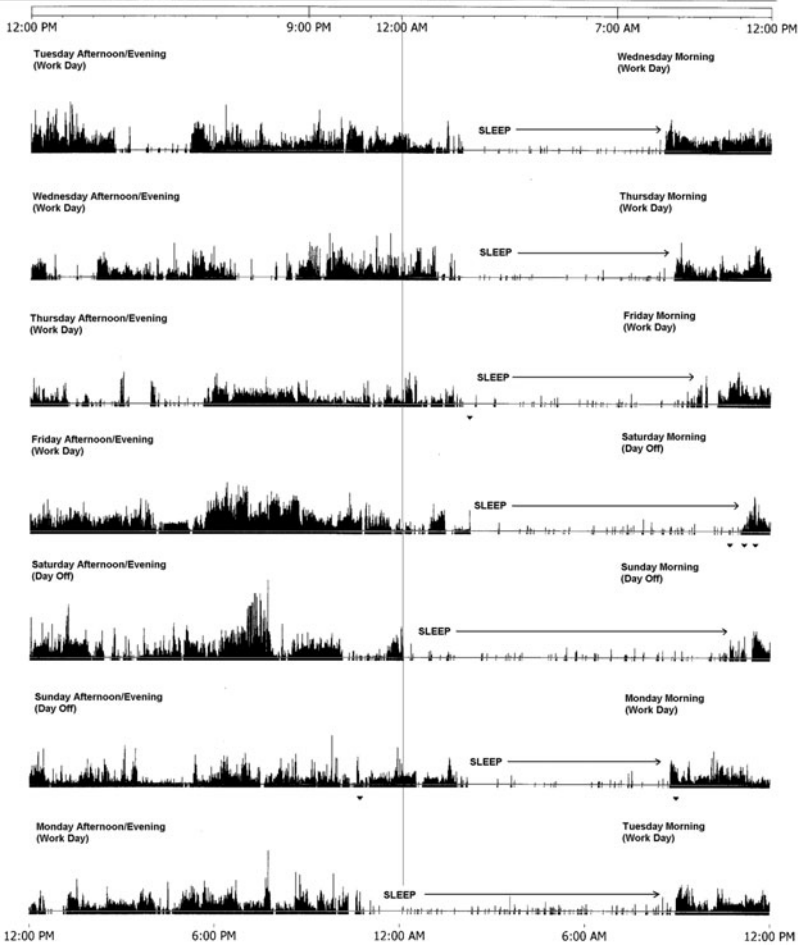 12:00 PM 9:00 PM 12:00 AM 7:00 AM 12:00 PM
Tuesday Afternoon/Evening
(Work Day)
Wednesday Morning
(Work Day)
SLEEP
Wednesday Afternoon/Evening
(Work Day)
Thursday Morning
(Work Day)
SLEEP
Thursday Afternoon/Evening
(Work Day)
Friday Morning
(Work Day)
SLEEP
Friday Afternoon/Evening
(Work Day)
Saturday Morning
(Day Off)
SLEEP
Saturday Afternoon/Evening
(Day Off)
Sunday Morning
(Day Off)
SLEEP
Sunday Afternoon/Evening
(Day Off)
Monday Morning
(Work Day)
SLEEP
Monday Afternoon/Evening
(Work Day)
Tuesday Morning
(Work Day)
SLEEP
12:00 PM 6:00 PM 12:00 AM 6:00 AM 12:00 PM